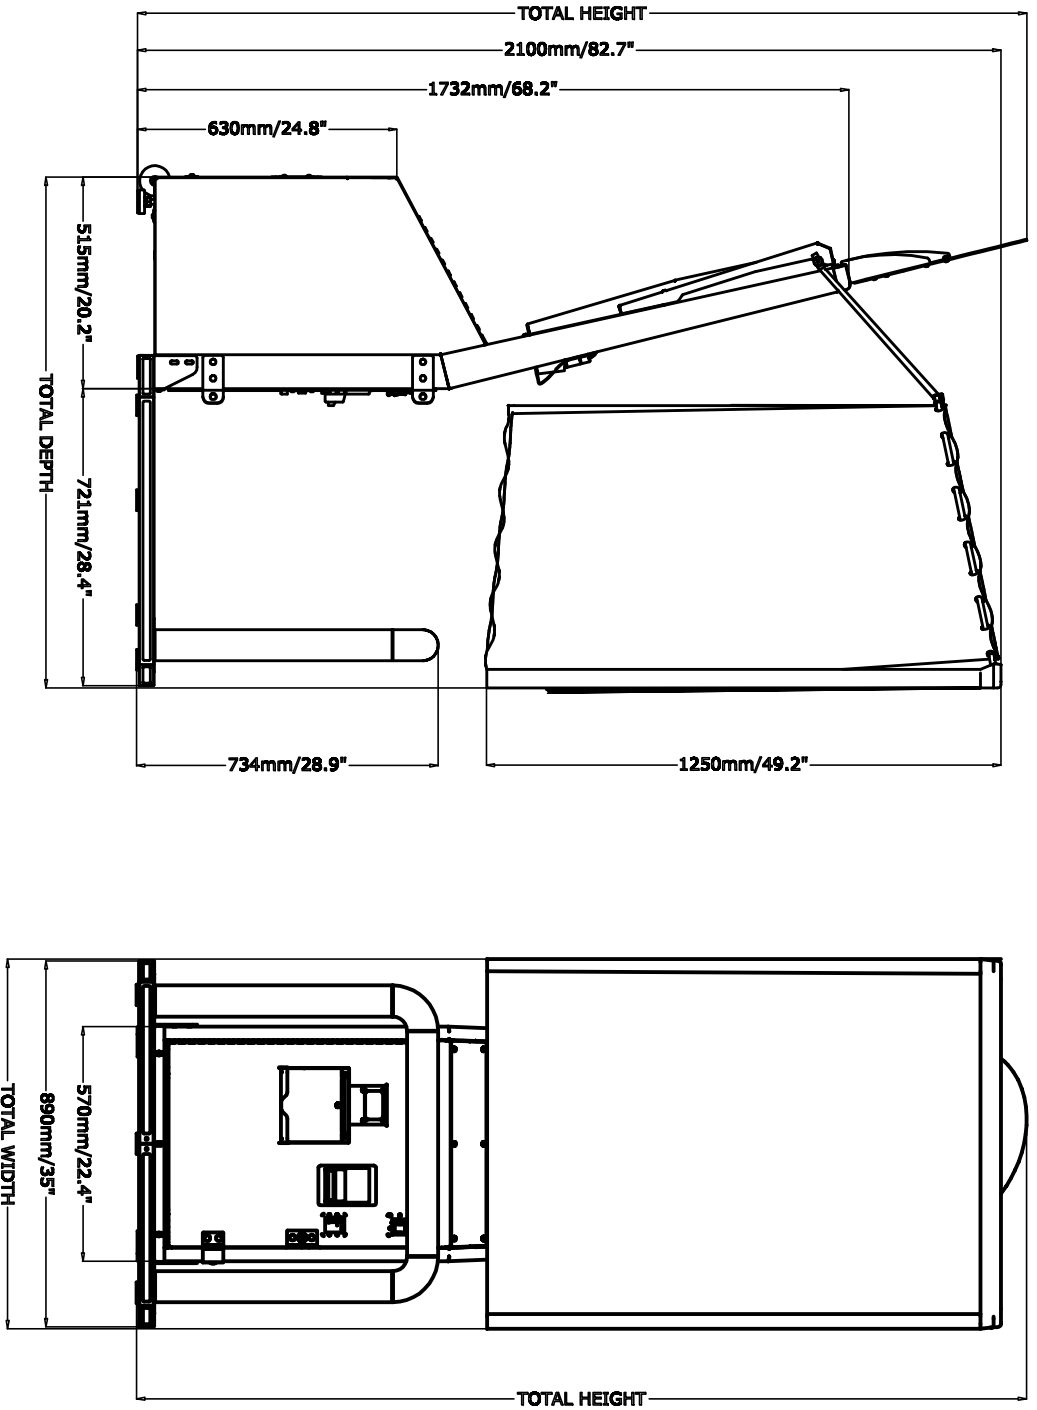 TOTAL HEIGHT
2100mm/82.7"
1732mm/68.2"
630mm/24.8"
515mm/20.2"
TOTAL DEPTH
721mm/28.4"
734mm/28.9"
1250mm/49.2"
570mm/22.4"
890mm/35"
TOTAL WIDTH
TOTAL HEIGHT